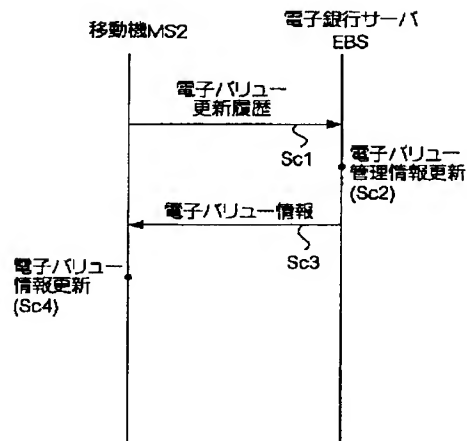 移動機MS2
電子銀行サーバ
EBS
電子バリュー
更新履歴
Sc1
電子バリュー
管理情報更新
(Sc2)
電子バリュー情報
Sc3
電子バリュー
情報更新
(Sc4)